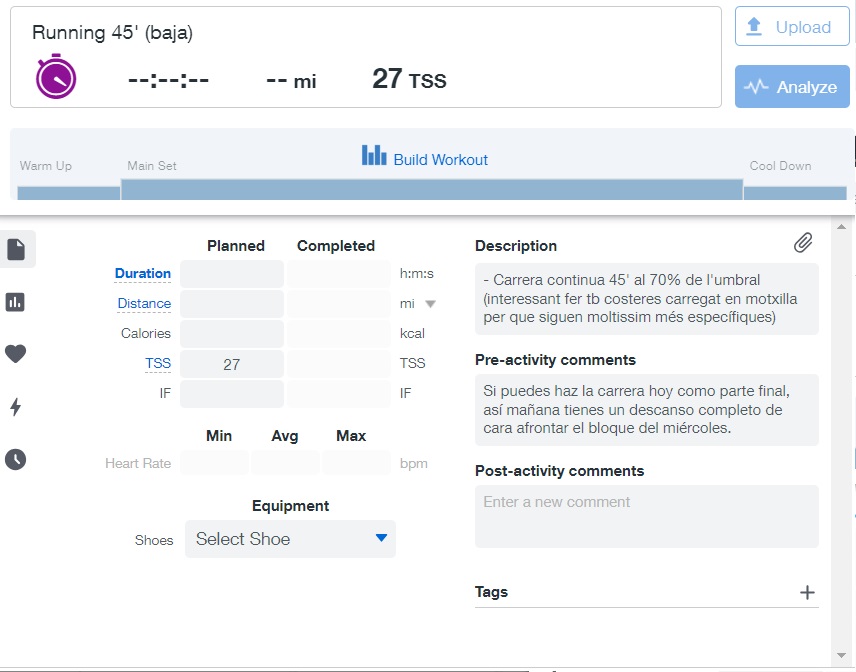 Running 45' (baja)
Upload
--:--:-- -- mi 27 TSS
Analyze
Build Workout
Warm Up Main Set Cool Down
Planned Completed
Duration h:m:s
Distance mi
Calories kcal
TSS 27 TSS
IF IF
Min Avg Max
Heart Rate bpm
Equipment
Shoes Select Shoe
Description
- Carrera continua 45' al 70% de l'umbral
(interessant fer tb costeres carregat en motxilla
per que siguen moltissim més específiques)
Pre-activity comments
Si puedes haz la carrera hoy como parte final,
así mañana tienes un descanso completo de
cara afrontar el bloque del miércoles.
Post-activity comments
Enter a new comment
Tags